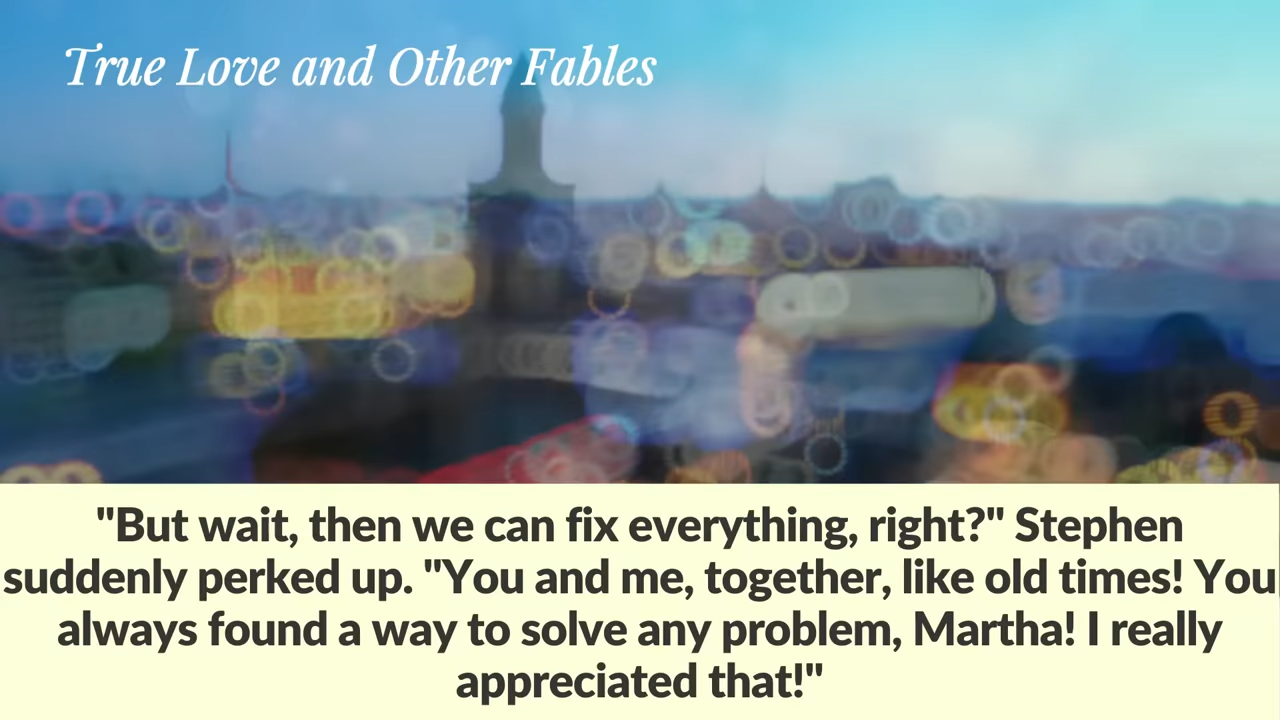 True Love and Other Fables
"But wait, then we can fix everything, right?" Stephen
suddenly perked up. "You and me, together, like old times! You
always found a way to solve any problem, Martha! I really
appreciated that!"